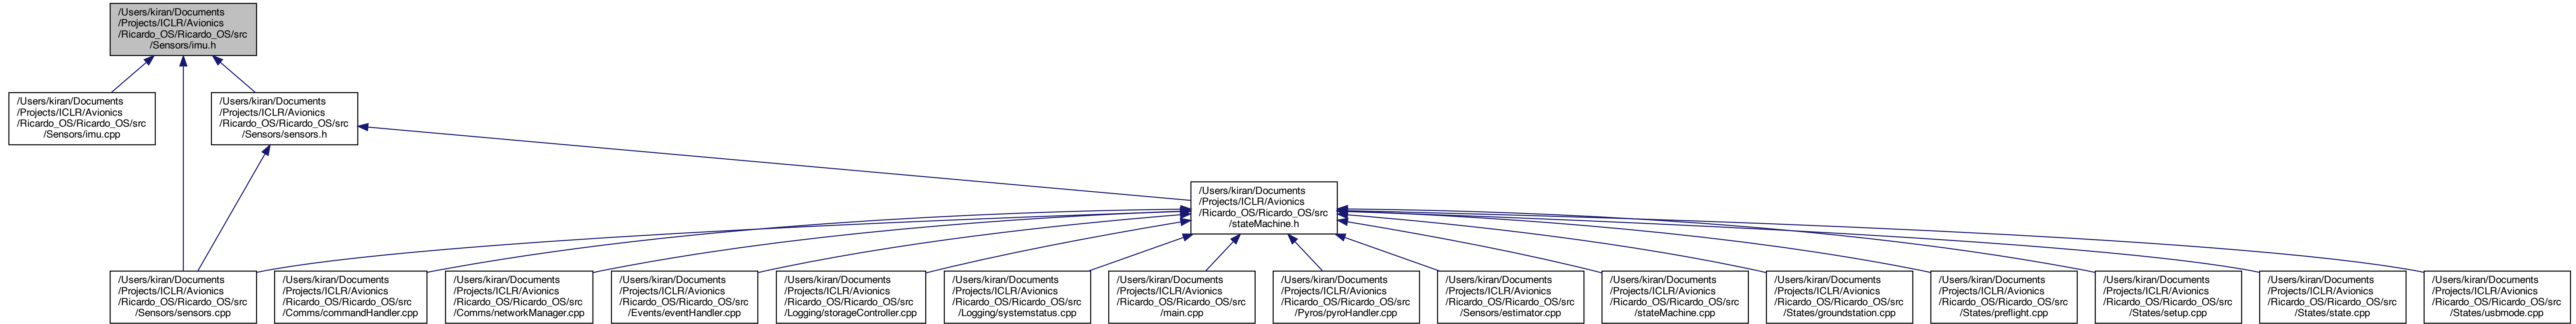 /Users/kiran/Documents
/Projects/ICLR/Avionics
/Ricardo_OS/Ricardo_OS/src
/Sensors/imu.h
/Users/kiran/Documents
/Projects/ICLR/Avionics
/Ricardo_OS/Ricardo_OS/src
/Sensors/imu.cpp
/Users/kiran/Documents
/Projects/ICLR/Avionics
/Ricardo_OS/Ricardo_OS/src
/Sensors/sensors.h
/Users/kiran/Documents
/Projects/ICLR/Avionics
/Ricardo_OS/Ricardo_OS/src
/stateMachine.h
/Users/kiran/Documents
/Projects/ICLR/Avionics
/Ricardo_OS/Ricardo_OS/src
/Sensors/sensors.cpp
/Users/kiran/Documents
/Projects/ICLR/Avionics
/Ricardo_OS/Ricardo_OS/src
/Comms/commandHandler.cpp
/Users/kiran/Documents
/Projects/ICLR/Avionics
/Ricardo_OS/Ricardo_OS/src
/Comms/networkManager.cpp
/Users/kiran/Documents
/Projects/ICLR/Avionics
/Ricardo_OS/Ricardo_OS/src
/Events/eventHandler.cpp
/Users/kiran/Documents
/Projects/ICLR/Avionics
/Ricardo_OS/Ricardo_OS/src
/Logging/storageController.cpp
/Users/kiran/Documents
/Projects/ICLR/Avionics
/Ricardo_OS/Ricardo_OS/src
/Logging/systemstatus.cpp
/Users/kiran/Documents
/Projects/ICLR/Avionics
/Ricardo_OS/Ricardo_OS/src
/main.cpp
/Users/kiran/Documents
/Projects/ICLR/Avionics
/Ricardo_OS/Ricardo_OS/src
/Pyros/pyroHandler.cpp
/Users/kiran/Documents
/Projects/ICLR/Avionics
/Ricardo_OS/Ricardo_OS/src
/Sensors/estimator.cpp
/Users/kiran/Documents
/Projects/ICLR/Avionics
/Ricardo_OS/Ricardo_OS/src
/stateMachine.cpp
/Users/kiran/Documents
/Projects/ICLR/Avionics
/Ricardo_OS/Ricardo_OS/src
/States/groundstation.cpp
/Users/kiran/Documents
/Projects/ICLR/Avionics
/Ricardo_OS/Ricardo_OS/src
/States/preflight.cpp
/Users/kiran/Documents
/Projects/ICLR/Avionics
/Ricardo_OS/Ricardo_OS/src
/States/setup.cpp
/Users/kiran/Documents
/Projects/ICLR/Avionics
/Ricardo_OS/Ricardo_OS/src
/States/state.cpp
/Users/kiran/Documents
/Projects/ICLR/Avionics
/Ricardo_OS/Ricardo_OS/src
/States/usbmode.cpp